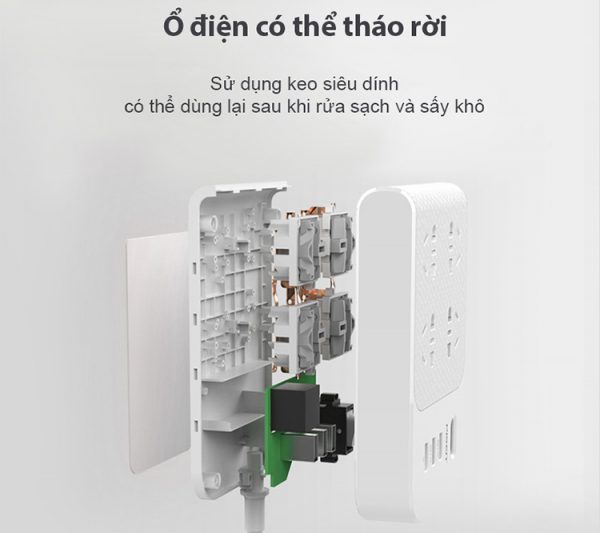 Ổ điện có thể tháo rời
Sử dụng keo siêu dính
có thể dùng lại sau khi rửa sạch và sấy khô